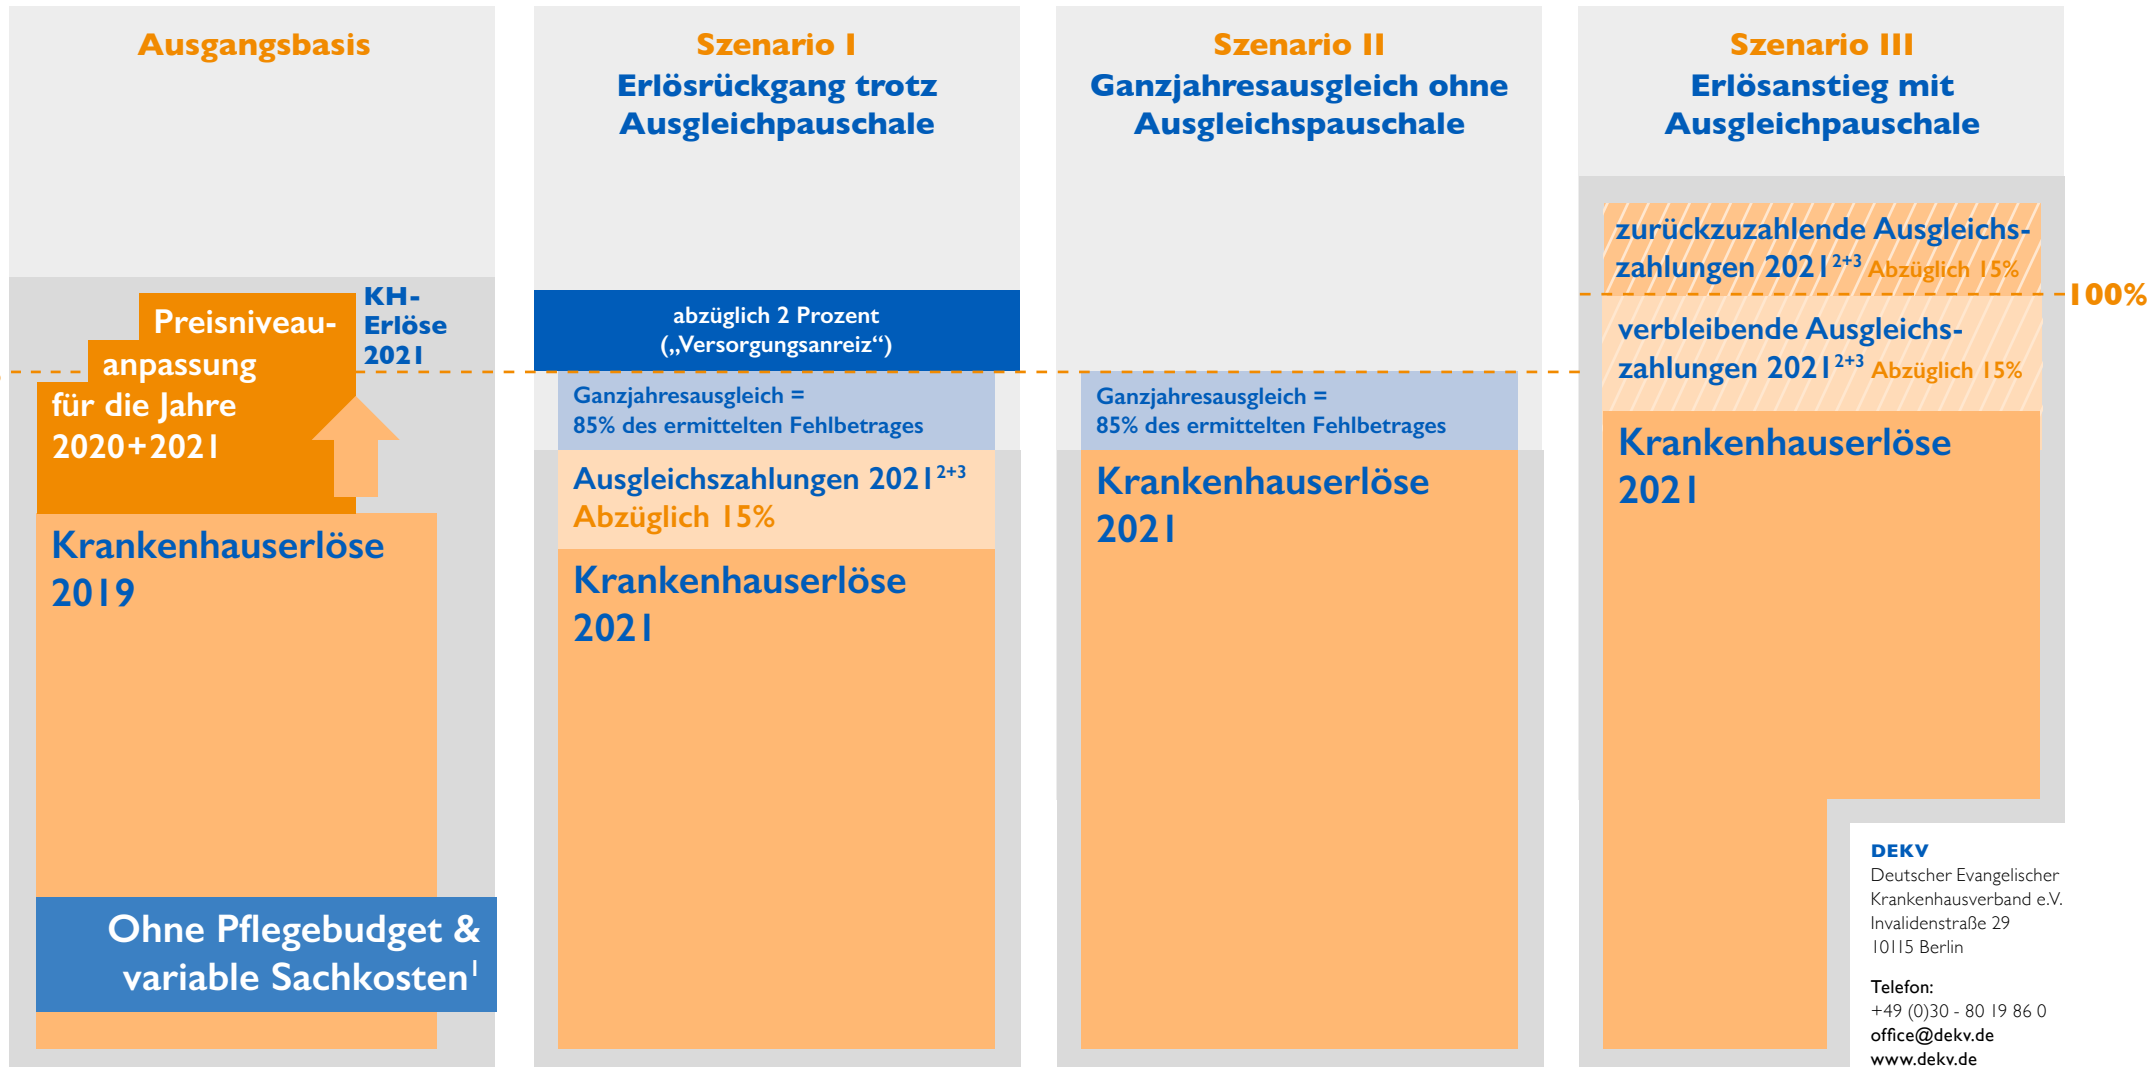 Ausgangsbasis
KH-
Erlöse
2021
Preisniveau-
anpassung
für die Jahre
2020+2021
Krankenhauserlöse
2019
Ohne Pflegebudget &
variable Sachkosten¹
Szenario I
Erlösrückgang trotz
Ausgleichpauschale
abzüglich 2 Prozent
(„Versorgungsanreiz“)
Ganzjahresausgleich =
85% des ermittelten Fehlbetrages
Ausgleichszahlungen 2021²⁺³
Abzüglich 15%
Krankenhauserlöse
2021
Szenario II
Ganzjahresausgleich ohne
Ausgleichspauschale
Ganzjahresausgleich =
85% des ermittelten Fehlbetrages
Krankenhauserlöse
2021
Szenario III
Erlösanstieg mit
Ausgleichpauschale
zurückzuzahlende Ausgleichs-
zahlungen 2021²⁺³ Abzüglich 15%
100%
verbleibende Ausgleichs-
zahlungen 2021²⁺³ Abzüglich 15%
Krankenhauserlöse
2021
DEKV
Deutscher Evangelischer
Krankenhausverband e.V.
Invalidenstraße 29
10115 Berlin
Telefon:
+49 (0)30 - 80 19 86 0
office@dekv.de
www.dekv.de